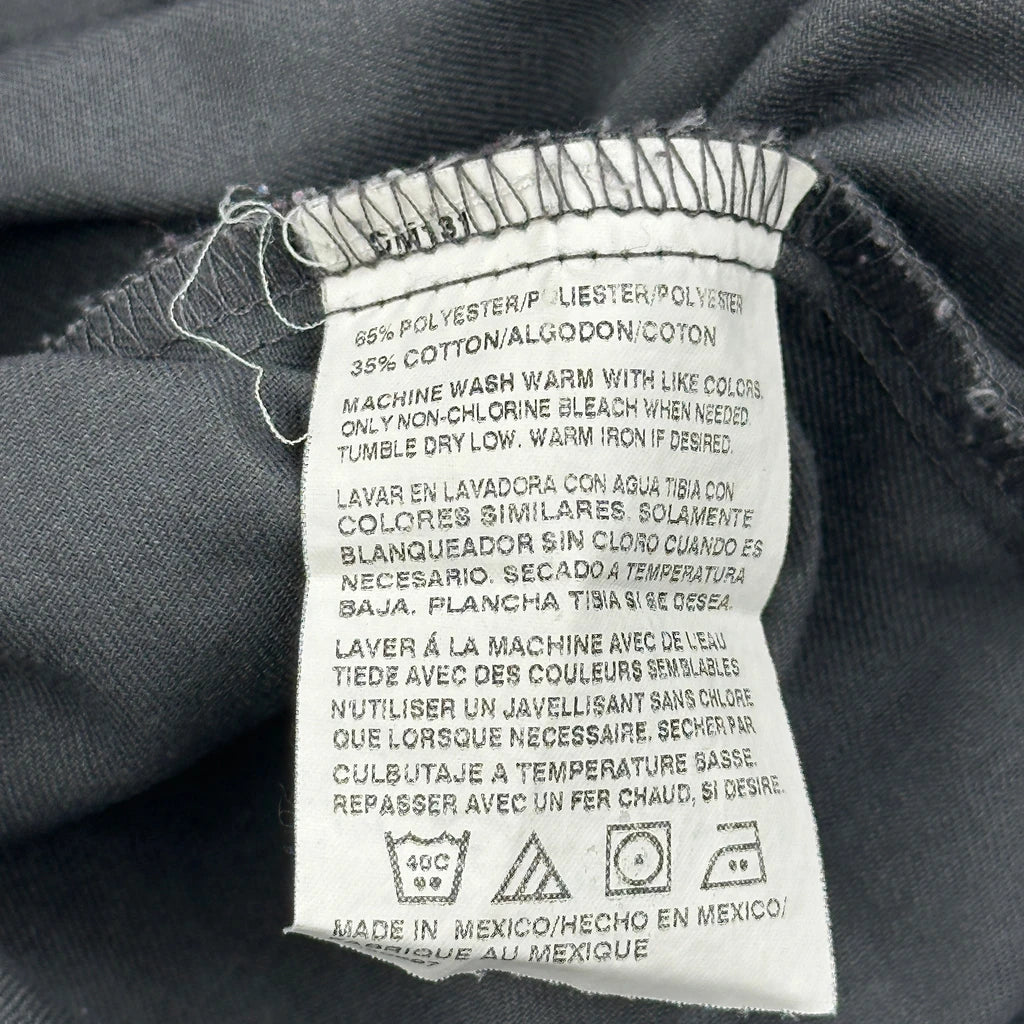 65% POLYESTER/POLIESTER/POLYESTER
35% COTTON/ALGODON/COTON
MACHINE WASH WARM WITH LIKE COLORS.
ONLY NON-CHLORINE BLEACH WHEN NEEDED.
TUMBLE DRY LOW. WARM IRON IF DESIRED.
LAVAR EN LAVADORA CON AGUA TIBIA CON
COLORES SIMILARES. SOLAMENTE
BLANQUEADOR SIN CLORO CUANDO ES
NECESARIO. SECADO A TEMPERATURA
BAJA. PLANCHA TIBIA SI SE DESEA.
LAVER Á LA MACHINE AVEC DE L'EAU
TIEDE AVEC DES COULEURS SEMBLABLES
N'UTILISER UN JAVELLISANT SANS CHLORE
QUE LORSQUE NECESSAIRE. SECHER PAR
CULBUTAJE A TEMPERATURE BASSE.
REPASSER AVEC UN FER CHAUD, SI DESIRE.
40C
MADE IN MEXICO/HECHO EN MEXICO/
AU MEXIQUE